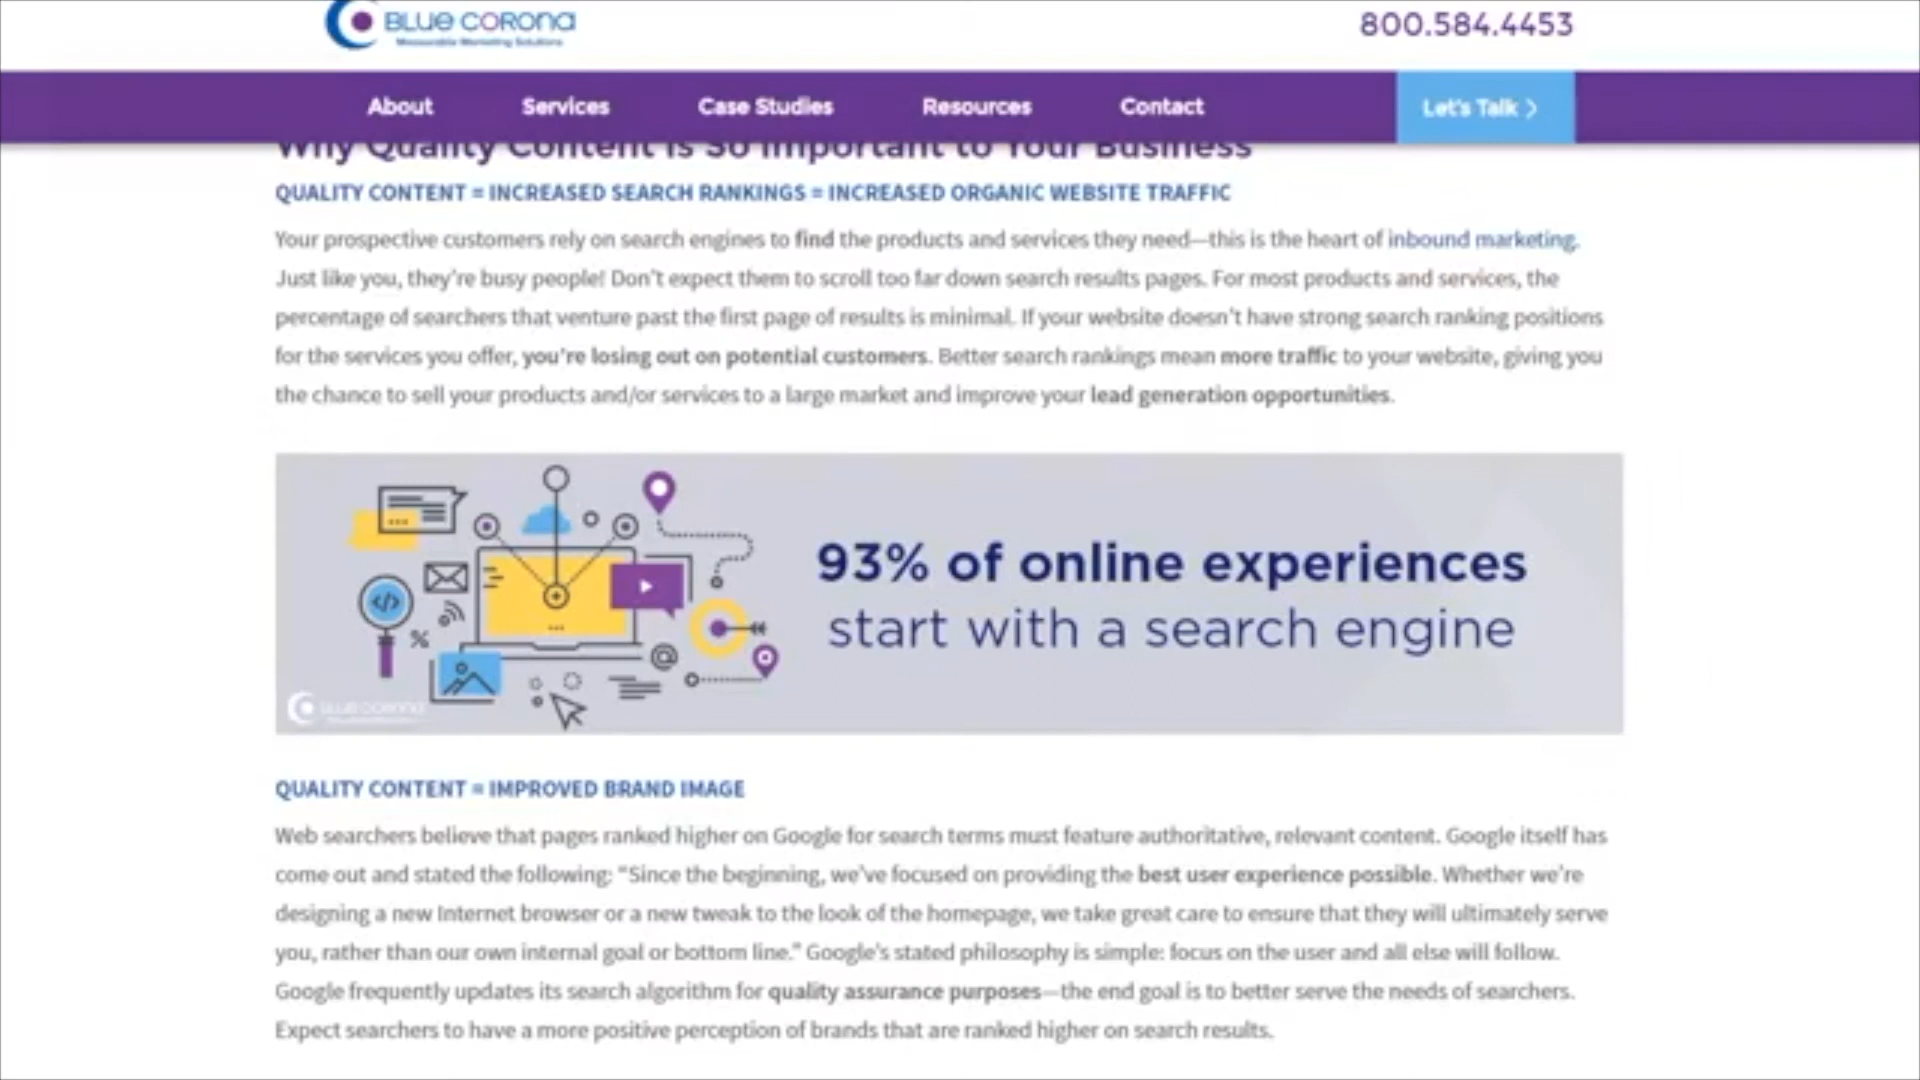 BLUE CORONA
Measurable Marketing Solutions
800.584.4453
About
Services
Case Studies
Resources
Contact
Let's Talk >
Why Quality Content Is So Important to Your Business
QUALITY CONTENT = INCREASED SEARCH RANKINGS = INCREASED ORGANIC WEBSITE TRAFFIC
Your prospective customers rely on search engines to find the products and services they need—this is the heart of inbound marketing.
Just like you, they're busy people! Don't expect them to scroll too far down search results pages. For most products and services, the
percentage of searchers that venture past the first page of results is minimal. If your website doesn't have strong search ranking positions
for the services you offer, you're losing out on potential customers. Better search rankings mean more traffic to your website, giving you
the chance to sell your products and/or services to a large market and improve your lead generation opportunities.
93% of online experiences
start with a search engine
BLUE CORONA
QUALITY CONTENT = IMPROVED BRAND IMAGE
Web searchers believe that pages ranked higher on Google for search terms must feature authoritative, relevant content. Google itself has
come out and stated the following: "Since the beginning, we've focused on providing the best user experience possible. Whether we're
designing a new Internet browser or a new tweak to the look of the homepage, we take great care to ensure that they will ultimately serve
you, rather than our own internal goal or bottom line." Google's stated philosophy is simple: focus on the user and all else will follow.
Google frequently updates its search algorithm for quality assurance purposes—the end goal is to better serve the needs of searchers.
Expect searchers to have a more positive perception of brands that are ranked higher on search results.